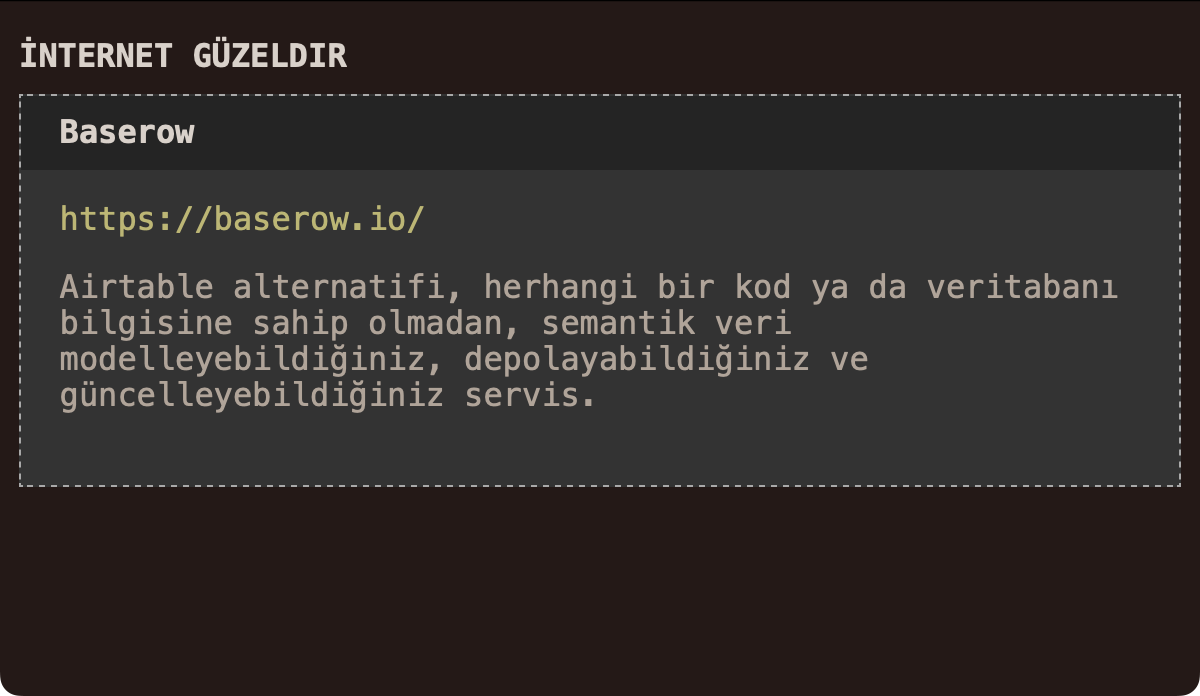 İNTERNET GÜZELDIR
Baserow
https://baserow.io/
Airtable alternatifi, herhangi bir kod ya da veritabanı
bilgisine sahip olmadan, semantik veri
modelleyebildiğiniz, depolayabildiğiniz ve
güncelleyebildiğiniz servis.